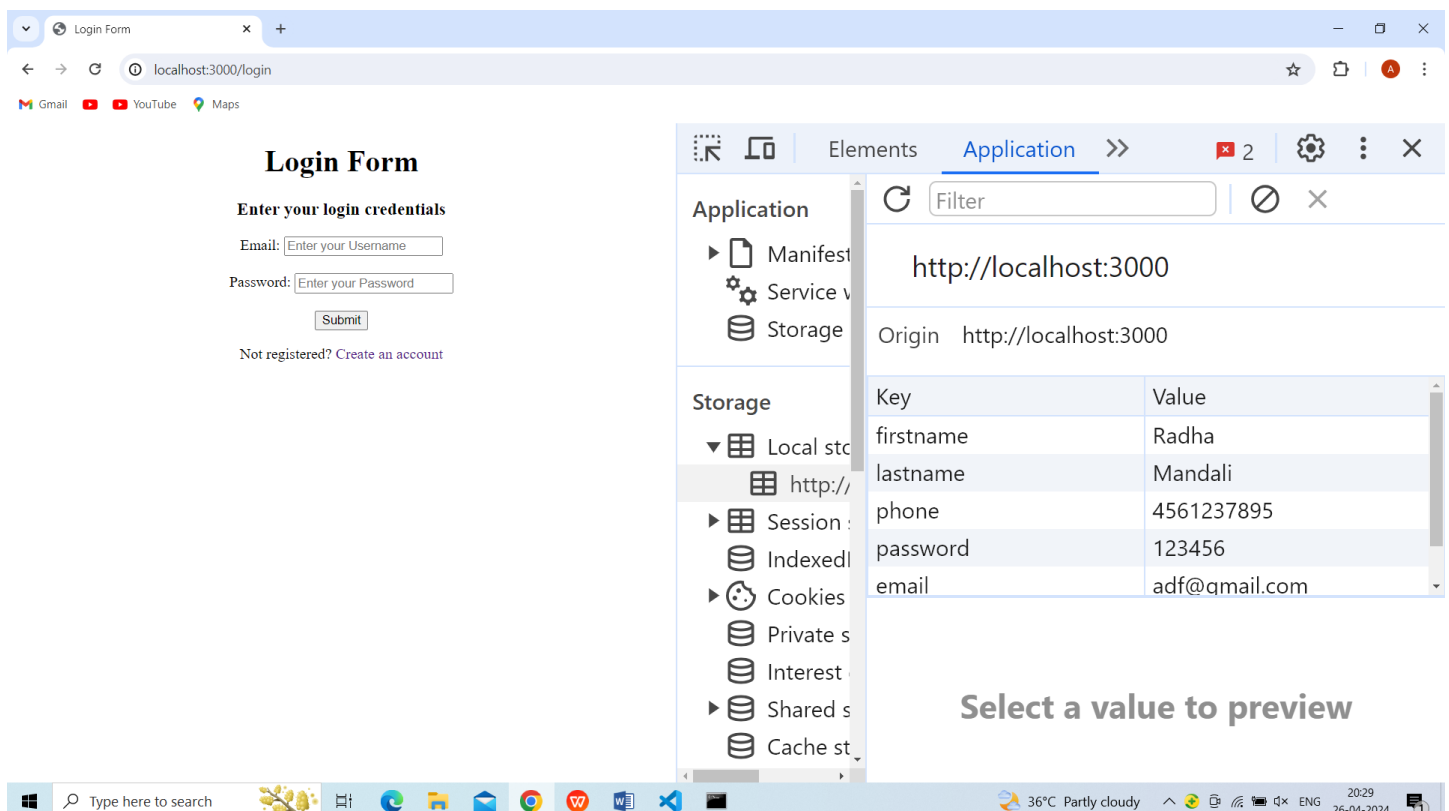 Login Form
localhost:3000/login
A
Gmail
YouTube
Maps
Login Form
Enter your login credentials
Email: Enter your Username
Password: Enter your Password
Submit
Not registered? Create an account
Elements
Application
2
Application
Manifest
Service
Storage
Storage
Local sto
http://
Session
Indexed
Cookies
Private s
Interest
Shared s
Cache st
Filter
http://localhost:3000
Origin http://localhost:3000
Key Value
firstname Radha
lastname Mandali
phone 4561237895
password 123456
email adf@gmail.com
Select a value to preview
Type here to search
36°C Partly cloudy
ENG
20:29
26-04-2024
1